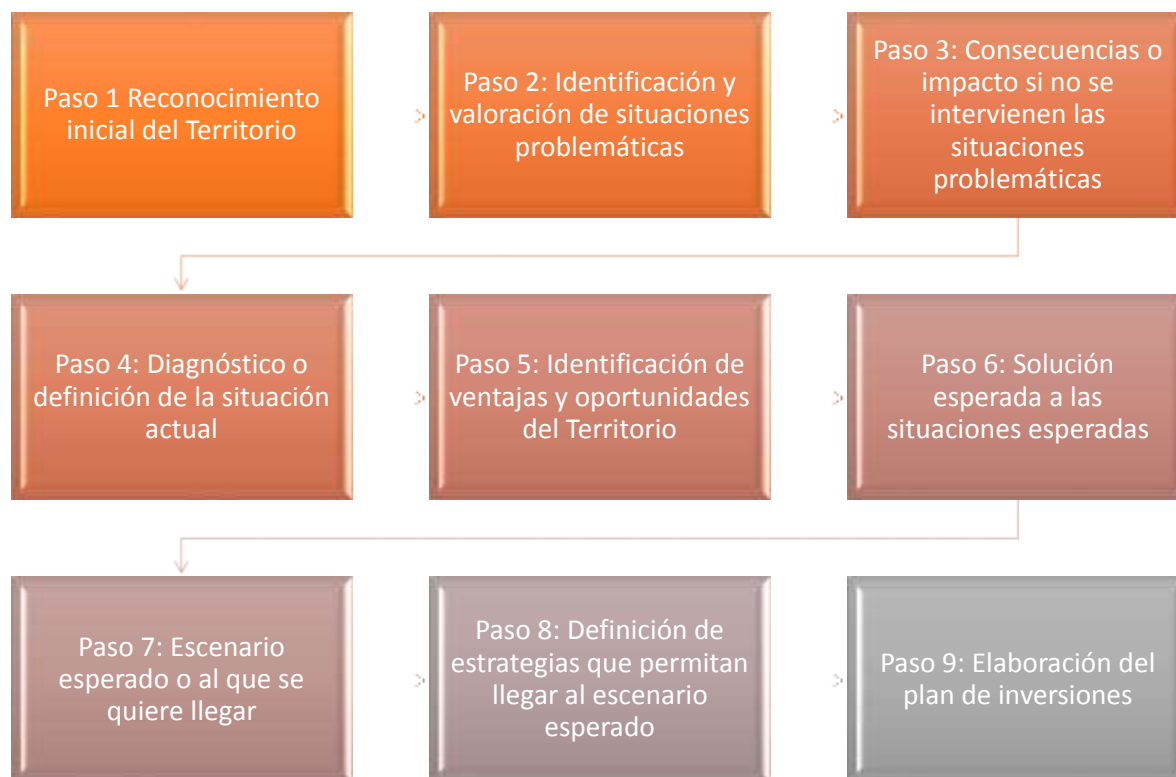 Paso 1 Reconocimiento
inicial del Territorio
Paso 2: Identificación y
valoración de situaciones
problemáticas
Paso 3: Consecuencias o
impacto si no se
intervienen las
situaciones
problemáticas
Paso 4: Diagnóstico o
definición de la situación
actual
Paso 5: Identificación de
ventajas y oportunidades
del Territorio
Paso 6: Solución
esperada a las
situaciones esperadas
Paso 7: Escenario
esperado o al que se
quiere llegar
Paso 8: Definición de
estrategias que permitan
llegar al escenario
esperado
Paso 9: Elaboración del
plan de inversiones